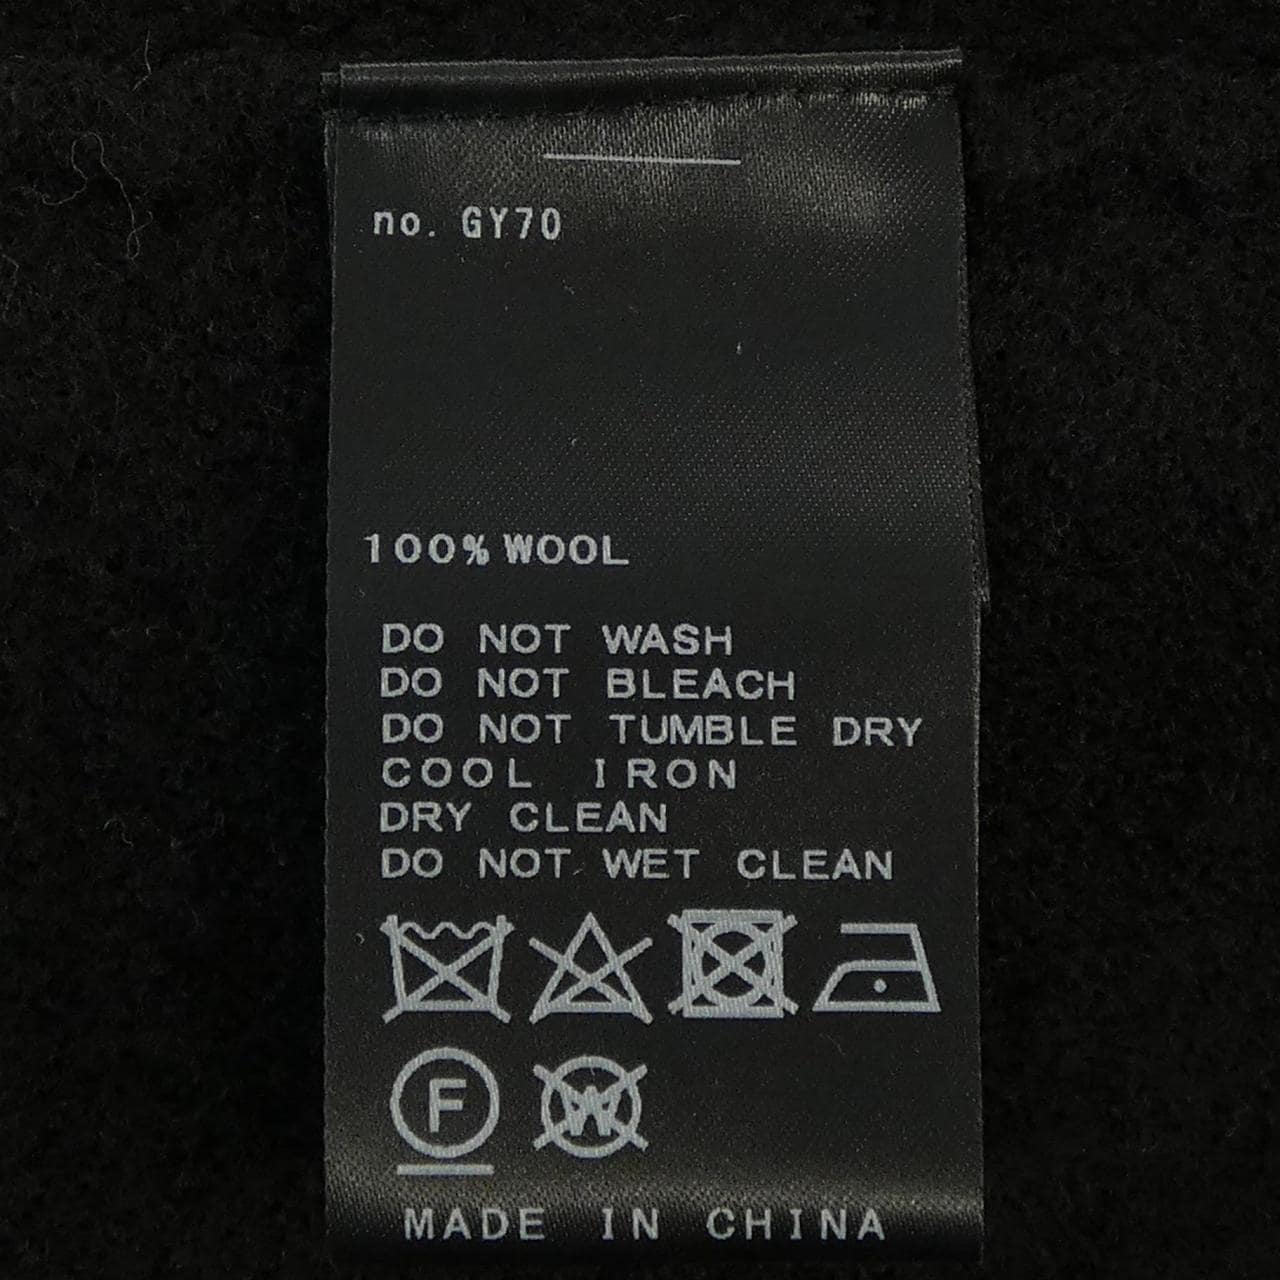 no. GY70
100% WOOL
DO NOT WASH
DO NOT BLEACH
DO NOT TUMBLE DRY
COOL IRON
DRY CLEAN
DO NOT WET CLEAN
F W
MADE IN CHINA